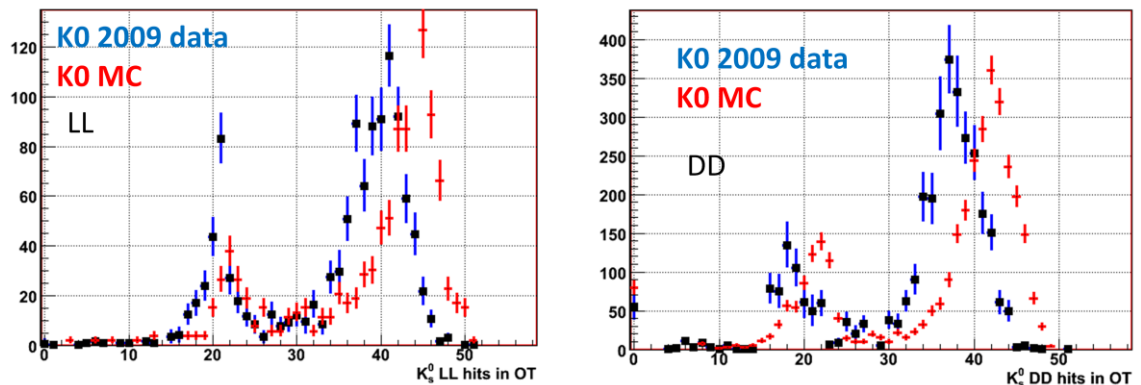 K0 2009 data
K0 MC
LL
120
100
80
60
40
20
0
0 10 20 30 40 50
K⁰ₛ LL hits in OT
K0 2009 data
K0 MC
DD
400
350
300
250
200
150
100
50
0
0 10 20 30 40 50
K⁰ₛ DD hits in OT